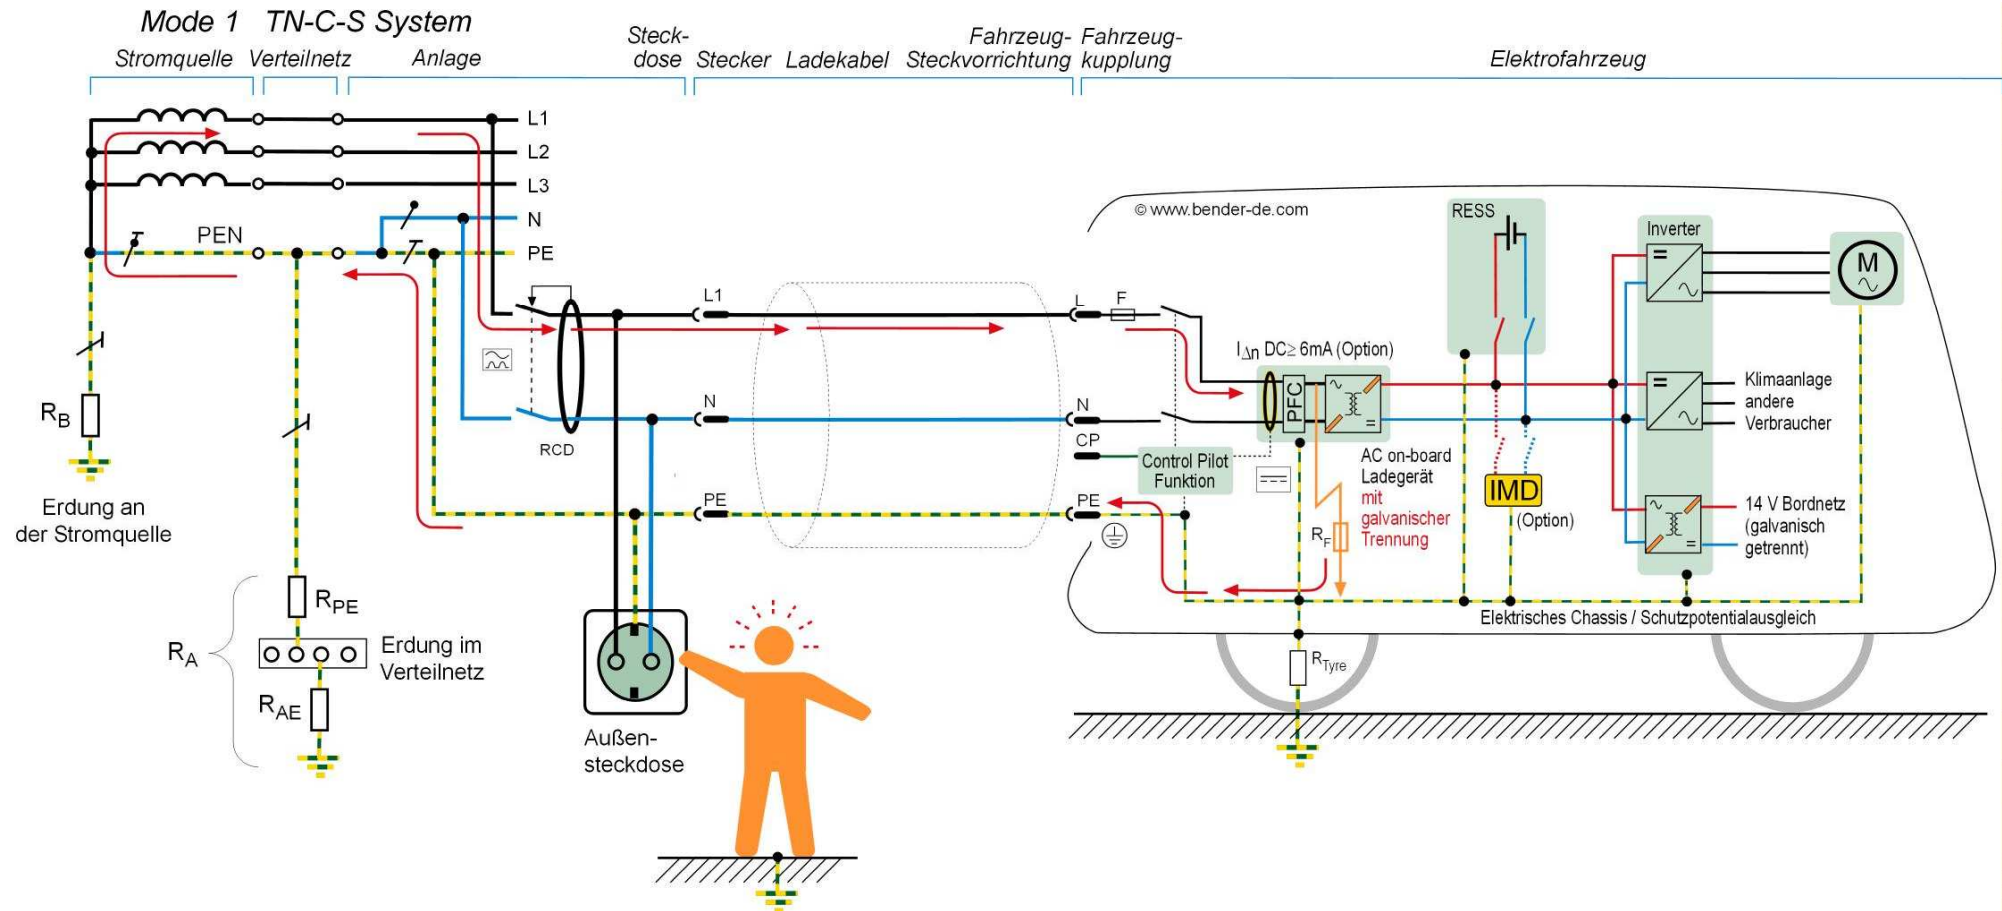 Mode 1 TN-C-S System
Stromquelle
Verteilnetz
Anlage
Steck-
dose
Stecker
Ladekabel
Fahrzeug-
Steckvorrichtung
Fahrzeug-
kupplung
Elektrofahrzeug
L1
L2
L3
N
PEN
PE
© www.bender-de.com
RESS
Inverter
M
L1
L
F
I∆n DC≥ 6mA (Option)
PFC
Klimaanlage
andere
Verbraucher
RB
RCD
N
N
CP
Control Pilot
Funktion
AC on-board
Ladegerät
mit
galvanischer
Trennung
IMD
(Option)
14 V Bordnetz
(galvanisch
getrennt)
PE
PE
RF
Erdung an
der Stromquelle
RPE
RA
Erdung im
Verteilnetz
RAE
Elektrisches Chassis / Schutzpotentialausgleich
RTyre
Außen-
steckdose